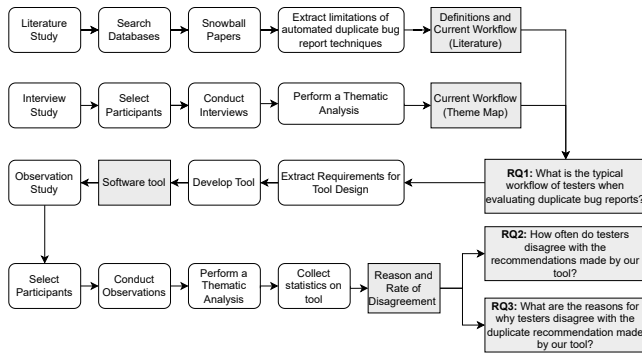 Literature
Study
Search
Databases
Snowball
Papers
Extract limitations of
automated duplicate bug
report techniques
Definitions and
Current Workflow
(Literature)
Interview
Study
Select
Participants
Conduct
Interviews
Perform a Thematic
Analysis
Current Workflow
(Theme Map)
Observation
Study
Software tool
Develop Tool
Extract Requirements for
Tool Design
RQ1: What is the typical
workflow of testers when
evaluating duplicate bug reports?
RQ2: How often do testers
disagree with the
recommendations made by our
tool?
Select
Participants
Conduct
Observations
Perform a
Thematic
Analysis
Collect
statistics on
tool
Reason and
Rate of
Disagreement
RQ3: What are the reasons for
why testers disagree with the
duplicate recommendation made
by our tool?